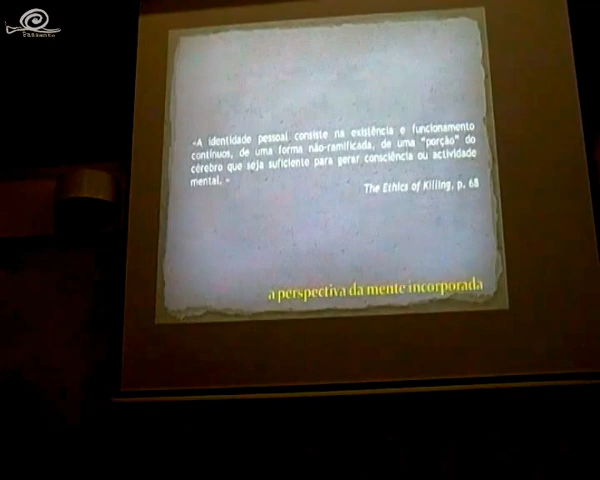 Passento
«A identidade pessoal consiste na existência e funcionamento
contínuos, de uma forma não-ramificada, de uma "porção" do
cérebro que seja suficiente para gerar consciência ou actividade
mental. »
The Ethics of Killing, p. 68
a perspectiva da mente incorporada